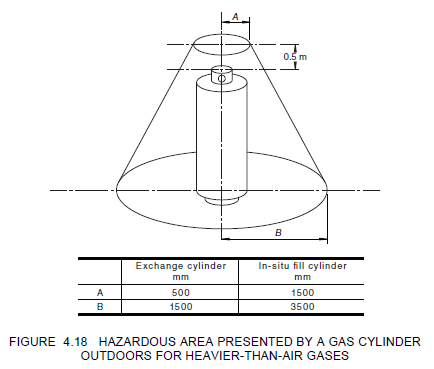 A
0.5 m
B
Exchange cylinder
mm
In-situ fill cylinder
mm
A 500 1500
B 1500 3500
FIGURE 4.18 HAZARDOUS AREA PRESENTED BY A GAS CYLINDER
OUTDOORS FOR HEAVIER-THAN-AIR GASES